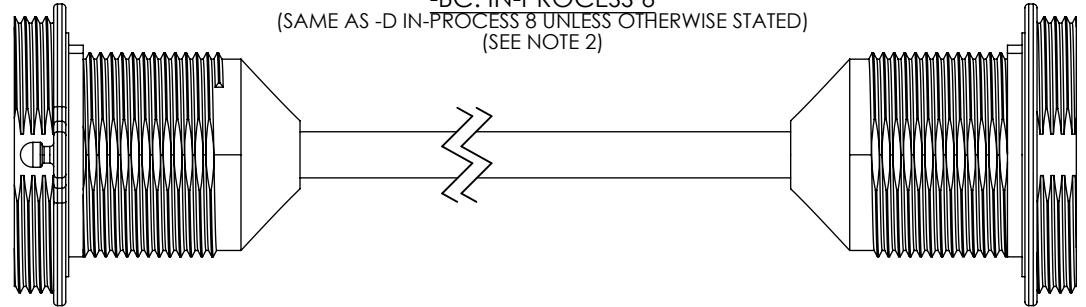 -BC: IN-PROCESS 8
(SAME AS -D IN-PROCESS 8 UNLESS OTHERWISE STATED)
(SEE NOTE 2)